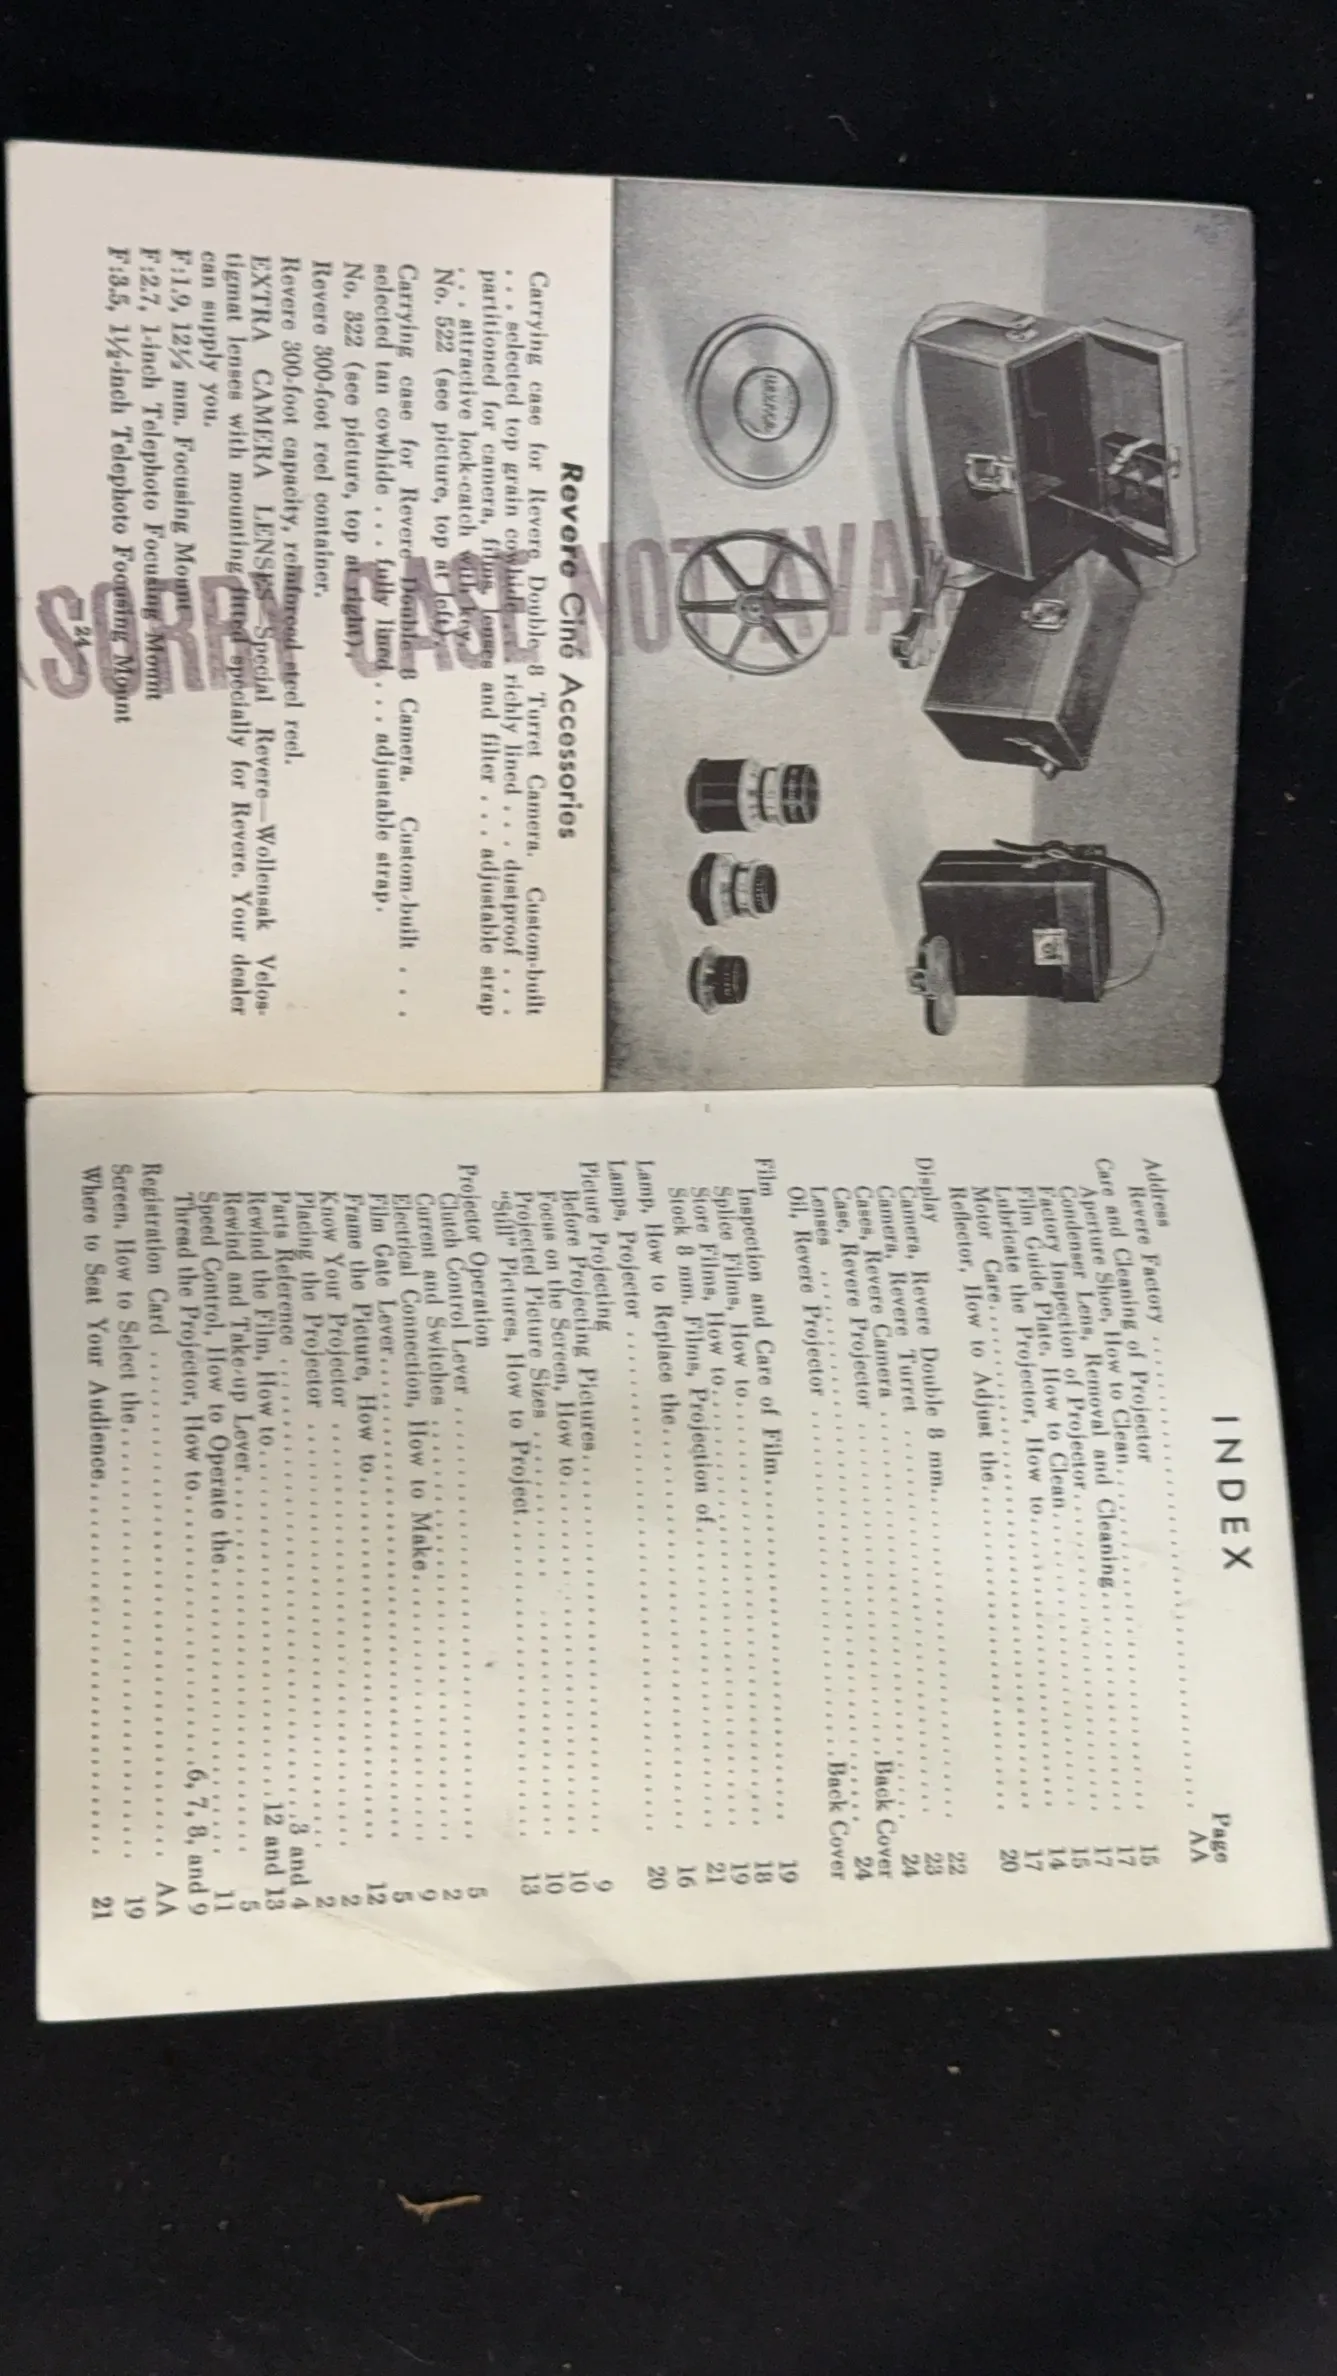 REVERE
Revere Ciné Accessories
Carrying case for Revere Double 8 Turret Camera. Custom-built
. . . selected top grain cowhide . . . richly lined . . . dustproof . . .
partitioned for camera, films, lenses and filter . . . adjustable strap
. . . attractive lock-catch with key.
No. 522 (see picture, top at left).
Carrying case for Revere Double 8 Camera. Custom-built . . .
selected tan cowhide . . . fully lined . . . adjustable strap.
No. 322 (see picture, top at right).
Revere 300-foot reel container.
Revere 300-foot capacity, reinforced steel reel.
EXTRA CAMERA LENSES—Special Revere—Wollensak Velos-
tigmat lenses with mounting fitted specially for Revere. Your dealer
can supply you.
F:1.9, 12½ mm. Focusing Mount
F:2.7, 1-inch Telephoto Focusing Mount
F:3.5, 1½-inch Telephoto Focusing Mount
—24—
SORRY CASE NOT AVA
INDEX
Page
Address
Revere Factory ........ AA
Care and Cleaning of Projector
Aperture Shoe, How to Clean ........ 15
Condenser Lens, Removal and Cleaning ........ 17
Factory Inspection of Projector ........ 17
Film Guide Plate, How to Clean ........ 15
Lubricate the Projector, How to ........ 14
Motor Care ........ 17
Reflector, How to Adjust the ........ 20
Display
Camera, Revere Double 8 mm. ........ 22
Camera, Revere Turret ........ 23
Cases, Revere Camera ........ 24
Case, Revere Projector ........ Back Cover
Lenses ........ 24
Oil, Revere Projector ........ Back Cover
Film
Inspection and Care of Film ........ 19
Splice Films, How to ........ 18
Store Films, How to ........ 19
Stock 8 mm. Films, Projection of ........ 21
Lamp, How to Replace the ........ 16
Lamps, Projector ........ 20
Picture Projecting
Before Projecting Pictures ........ 9
Focus on the Screen, How to ........ 10
Projected Picture Sizes ........ 10
"Still" Pictures, How to Project ........ 13
Projector Operation
Clutch Control Lever ........ 5
Current and Switches ........ 2
Electrical Connection, How to Make ........ 9
Film Gate Lever ........ 5
Frame the Picture, How to ........ 12
Know Your Projector ........ 2
Placing the Projector ........ 2
Parts Reference ........ 3 and 4
Rewind the Film, How to ........ 12 and 13
Rewind and Take-up Lever ........ 5
Speed Control, How to Operate the ........ 11
Thread the Projector, How to ........ 6, 7, 8, and 9
Registration Card ........ AA
Screen, How to Select the ........ 19
Where to Seat Your Audience ........ 21